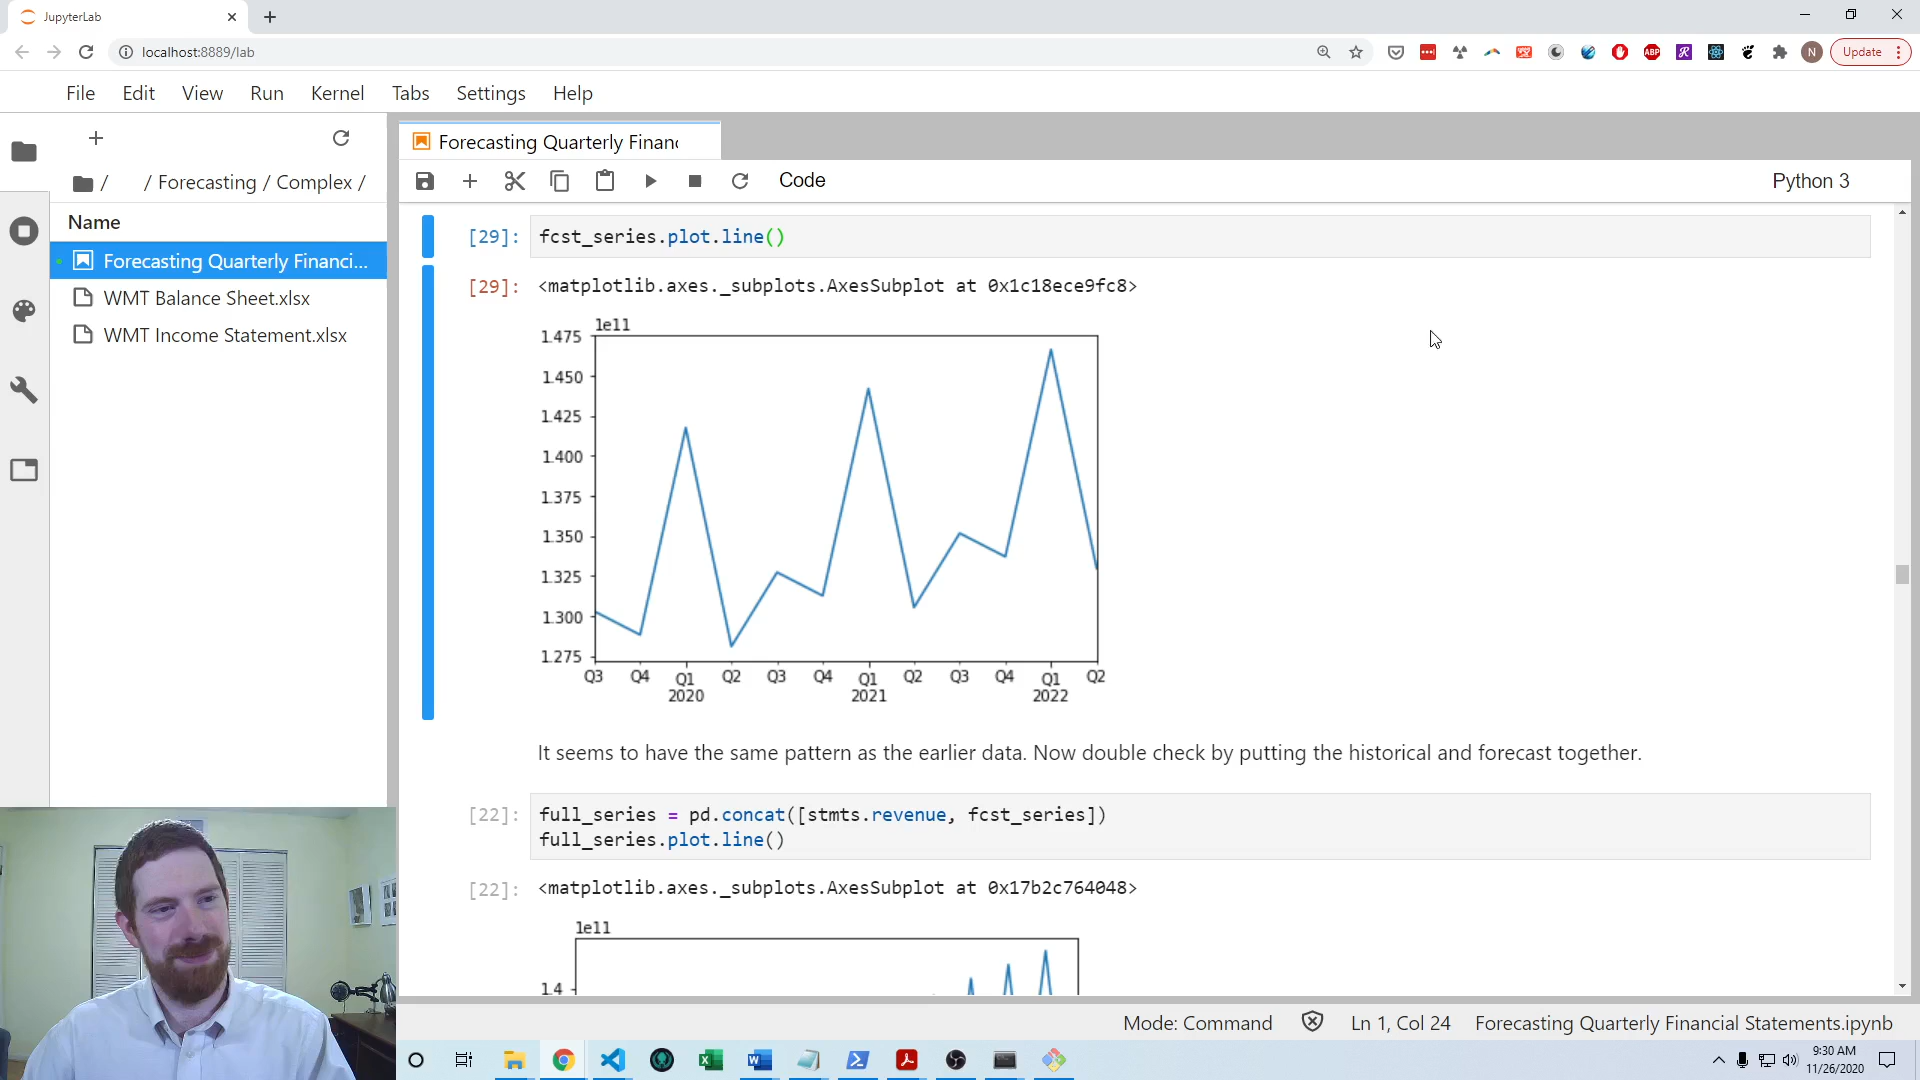 JupyterLab
localhost:8889/lab
ABP
N
Update
File Edit View Run Kernel Tabs Settings Help
/ / Forecasting / Complex /
Name
Forecasting Quarterly Financi...
WMT Balance Sheet.xlsx
WMT Income Statement.xlsx
Forecasting Quarterly Finan
Code
Python 3
[29]: fcst_series.plot.line()
[29]: <matplotlib.axes._subplots.AxesSubplot at 0x1c18ece9fc8>
1e11
1.475
1.450
1.425
1.400
1.375
1.350
1.325
1.300
1.275
Q3 Q4 Q1 Q2 Q3 Q4 Q1 Q2 Q3 Q4 Q1 Q2
2020 2021 2022
It seems to have the same pattern as the earlier data. Now double check by putting the historical and forecast together.
[22]: full_series = pd.concat([stmts.revenue, fcst_series])
full_series.plot.line()
[22]: <matplotlib.axes._subplots.AxesSubplot at 0x17b2c764048>
1e11
1.4
Mode: Command Ln 1, Col 24 Forecasting Quarterly Financial Statements.ipynb
9:30 AM
11/26/2020